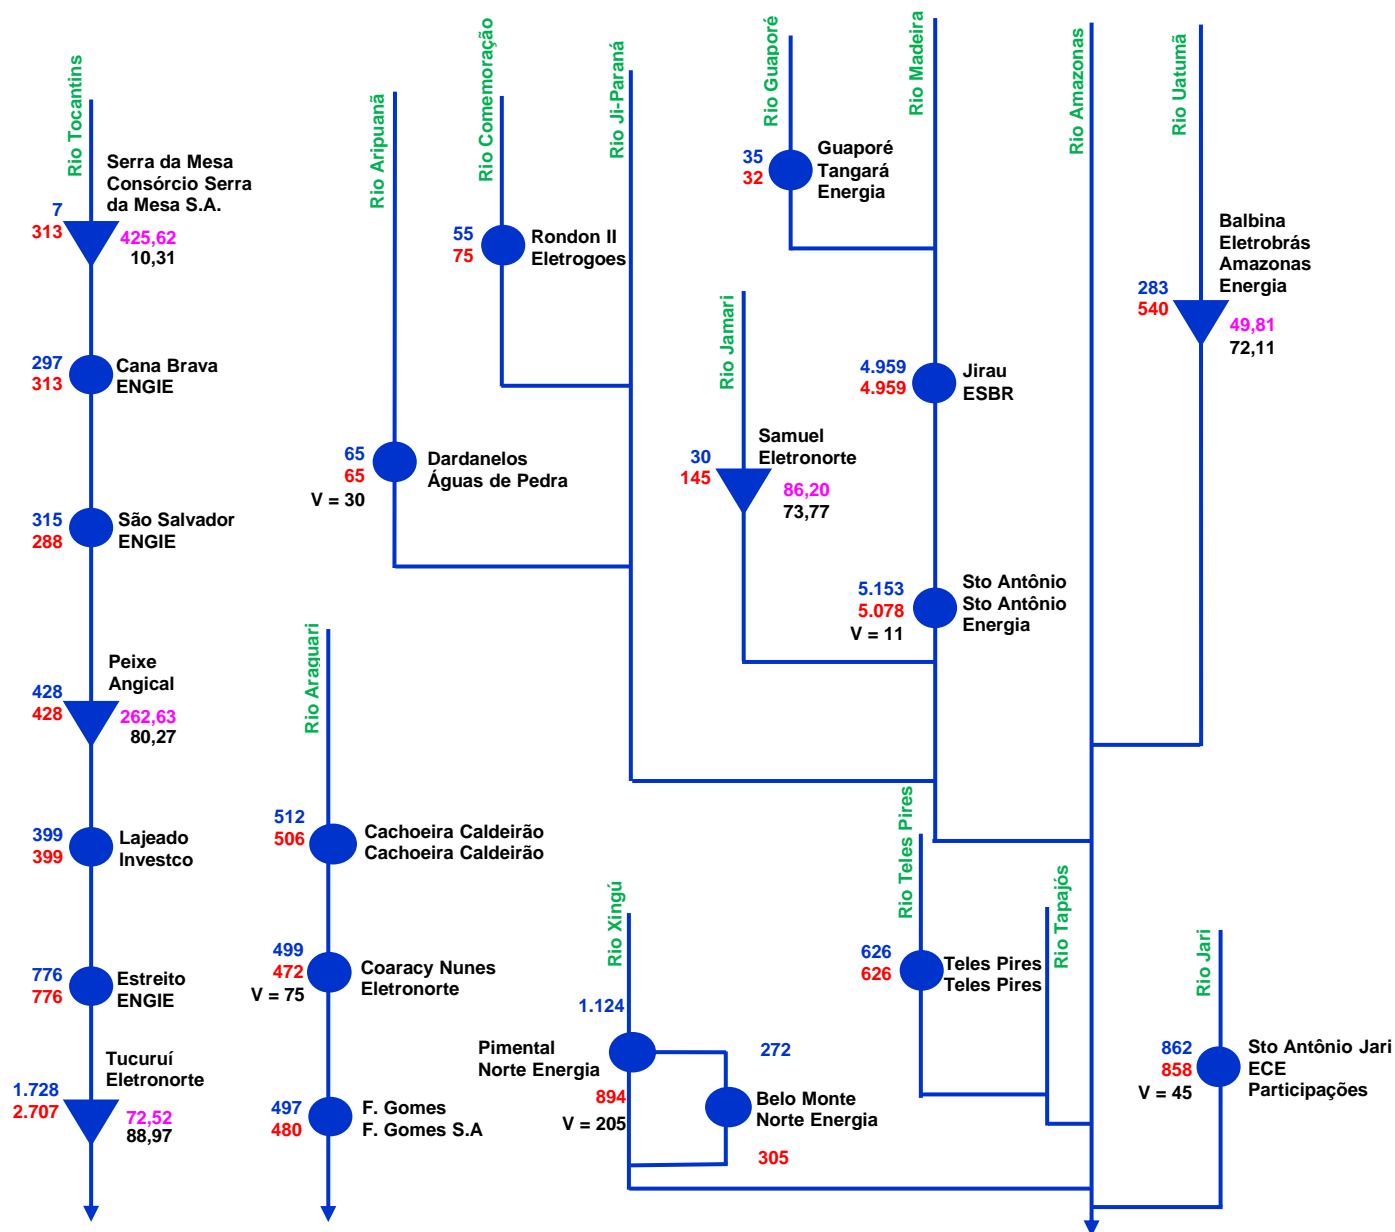 Rio Tocantins
Serra da Mesa
Consórcio Serra
da Mesa S.A.
7
313
425,62
10,31
297
313
Cana Brava
ENGIE
315
288
São Salvador
ENGIE
Peixe
Angical
428
428
262,63
80,27
399
399
Lajeado
Investco
776
776
Estreito
ENGIE
Tucuruí
Eletronorte
1.728
2.707
72,52
88,97
Rio Araguari
512
506
Cachoeira Caldeirão
Cachoeira Caldeirão
499
472
V = 75
Coaracy Nunes
Eletronorte
497
480
F. Gomes
F. Gomes S.A
Rio Aripuanã
65
65
V = 30
Dardanelos
Águas de Pedra
Rio Comemoração
55
75
Rondon II
Eletrogoes
Rio Ji-Paraná
Rio Guaporé
35
32
Guaporé
Tangará
Energia
Rio Jamari
Samuel
Eletronorte
30
145
86,20
73,77
Rio Madeira
4.959
4.959
Jirau
ESBR
5.153
5.078
V = 11
Sto Antônio
Sto Antônio
Energia
Rio Amazonas
Rio Uatumã
Balbina
Eletrobrás
Amazonas
Energia
283
540
49,81
72,11
Rio Xingú
1.124
Pimental
Norte Energia
894
V = 205
272
Belo Monte
Norte Energia
305
Rio Teles Pires
626
626
Teles Pires
Teles Pires
Rio Tapajós
Rio Jari
862
858
V = 45
Sto Antônio Jari
ECE
Participações